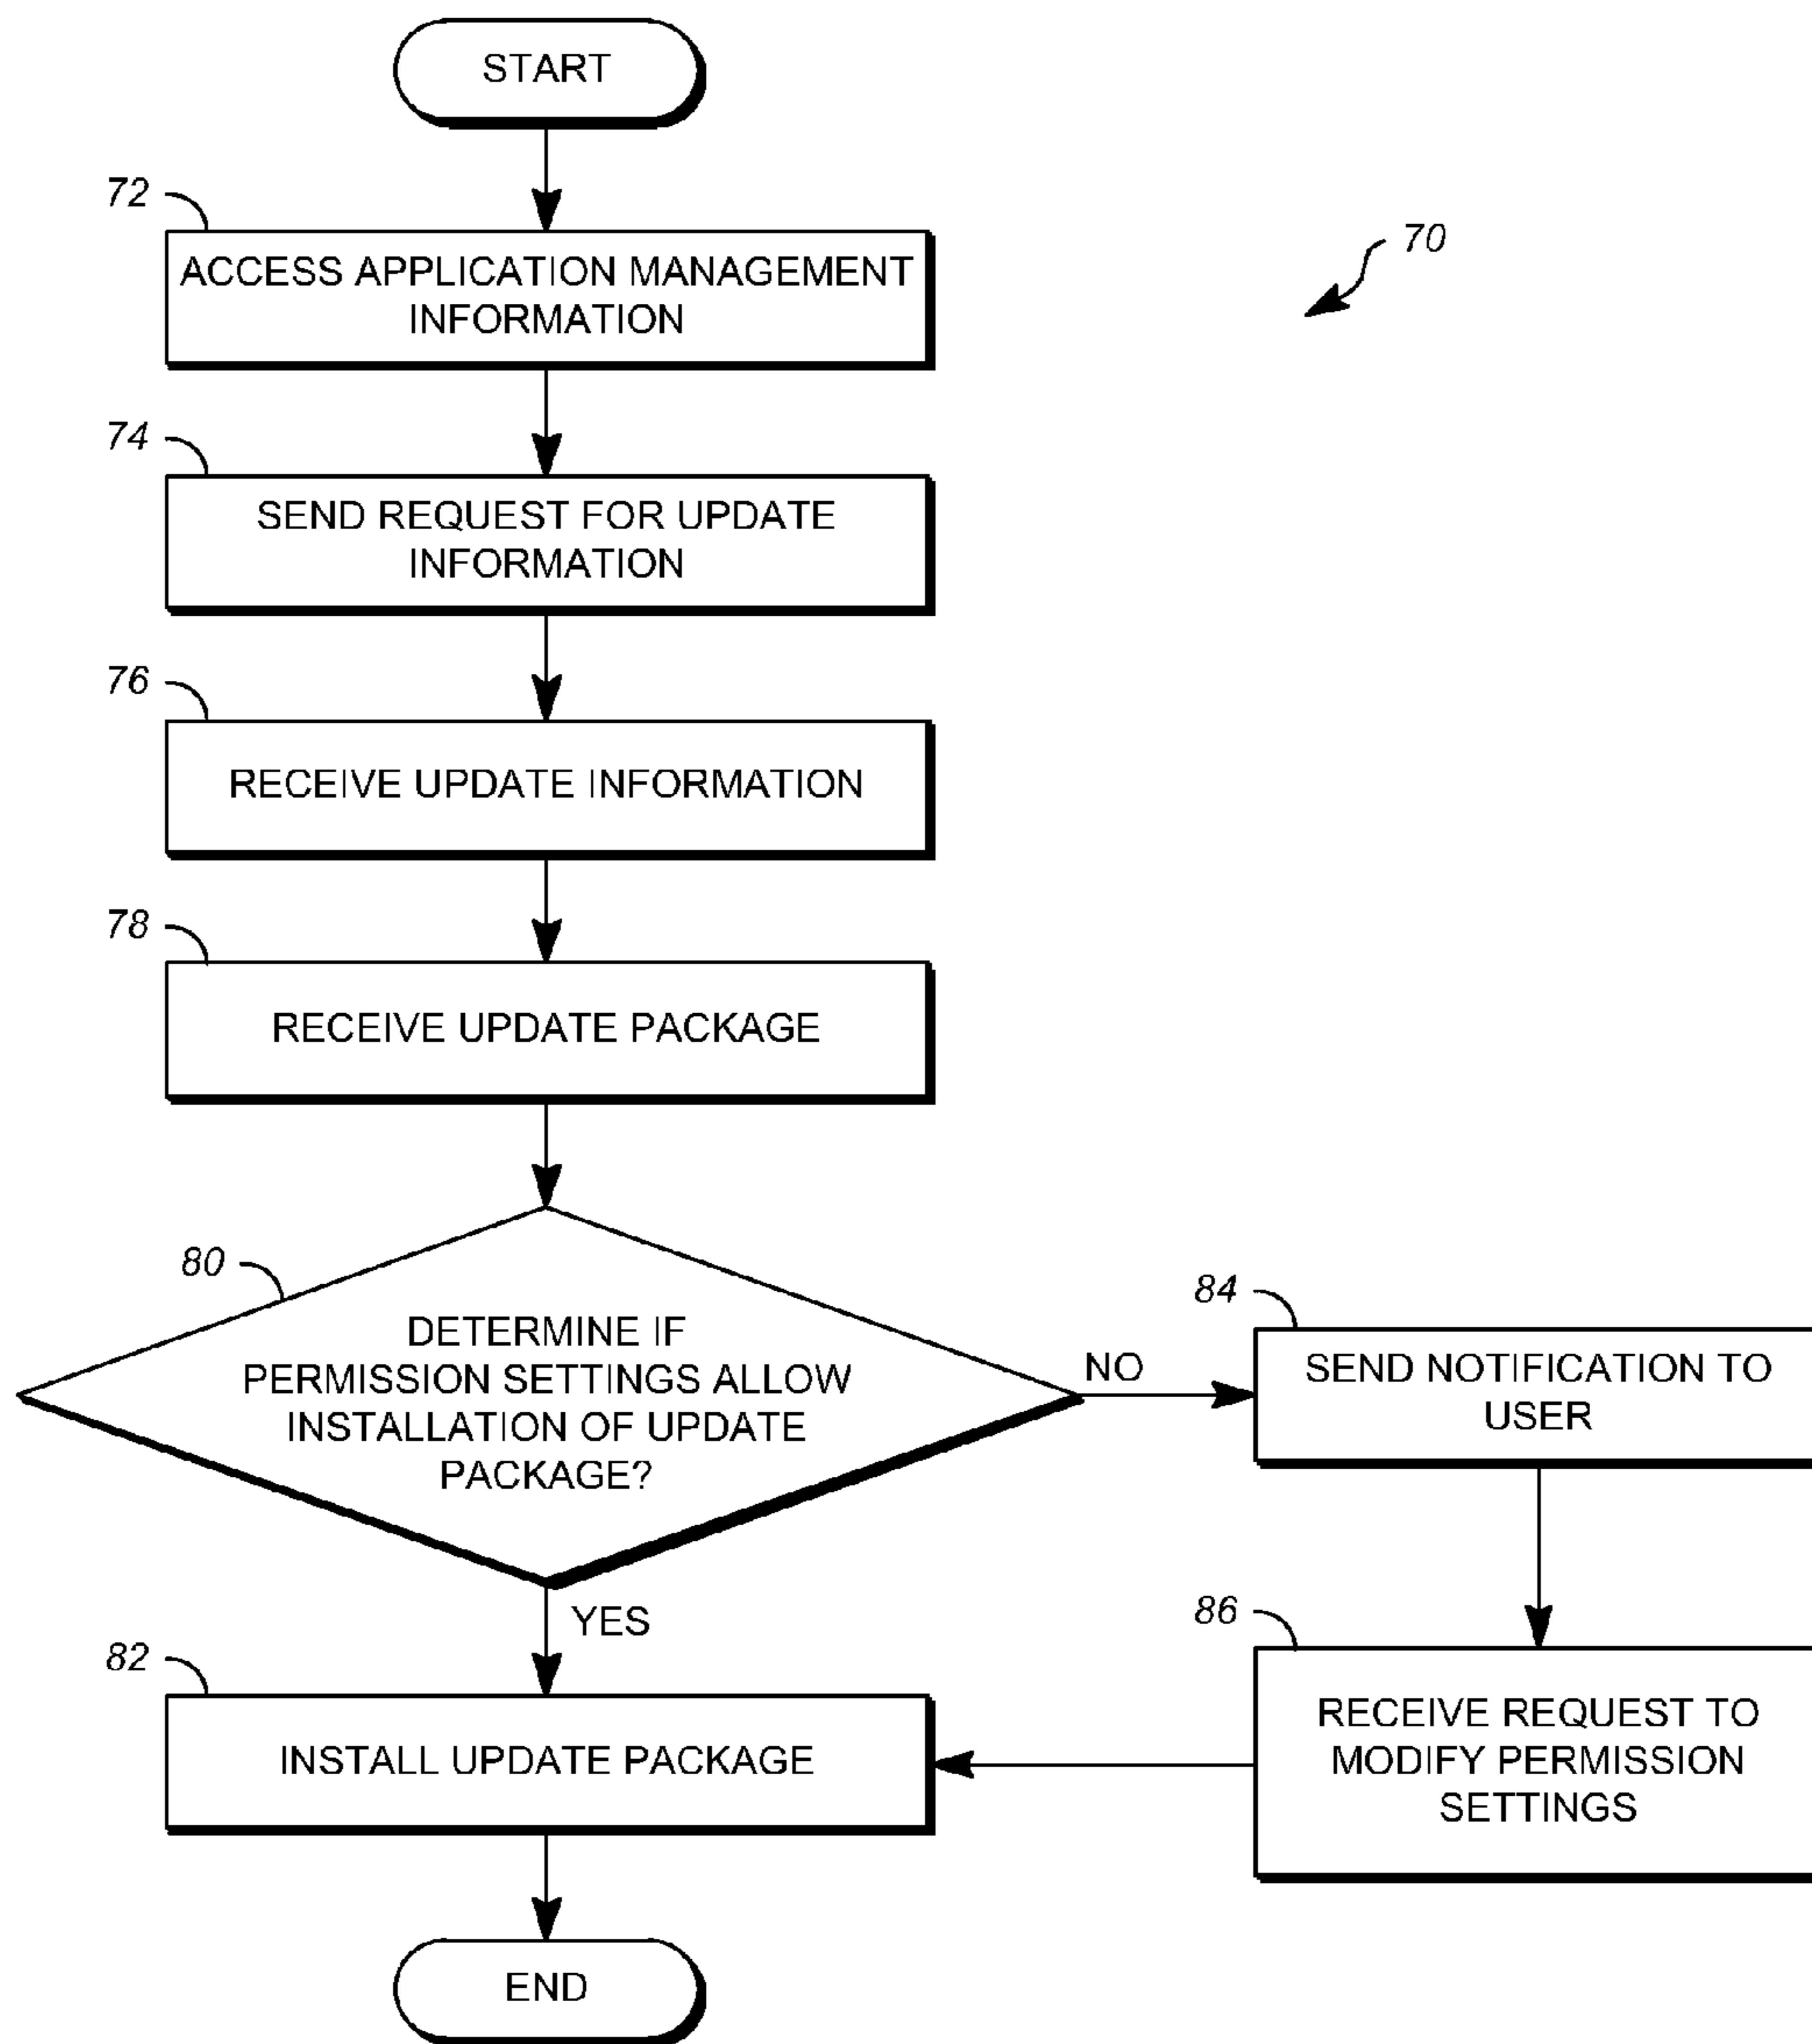 START
72
ACCESS APPLICATION MANAGEMENT
INFORMATION
70
74
SEND REQUEST FOR UPDATE
INFORMATION
76
RECEIVE UPDATE INFORMATION
78
RECEIVE UPDATE PACKAGE
80
DETERMINE IF
PERMISSION SETTINGS ALLOW
INSTALLATION OF UPDATE
PACKAGE?
NO
84
SEND NOTIFICATION TO
USER
YES
86
RECEIVE REQUEST TO
MODIFY PERMISSION
SETTINGS
82
INSTALL UPDATE PACKAGE
END